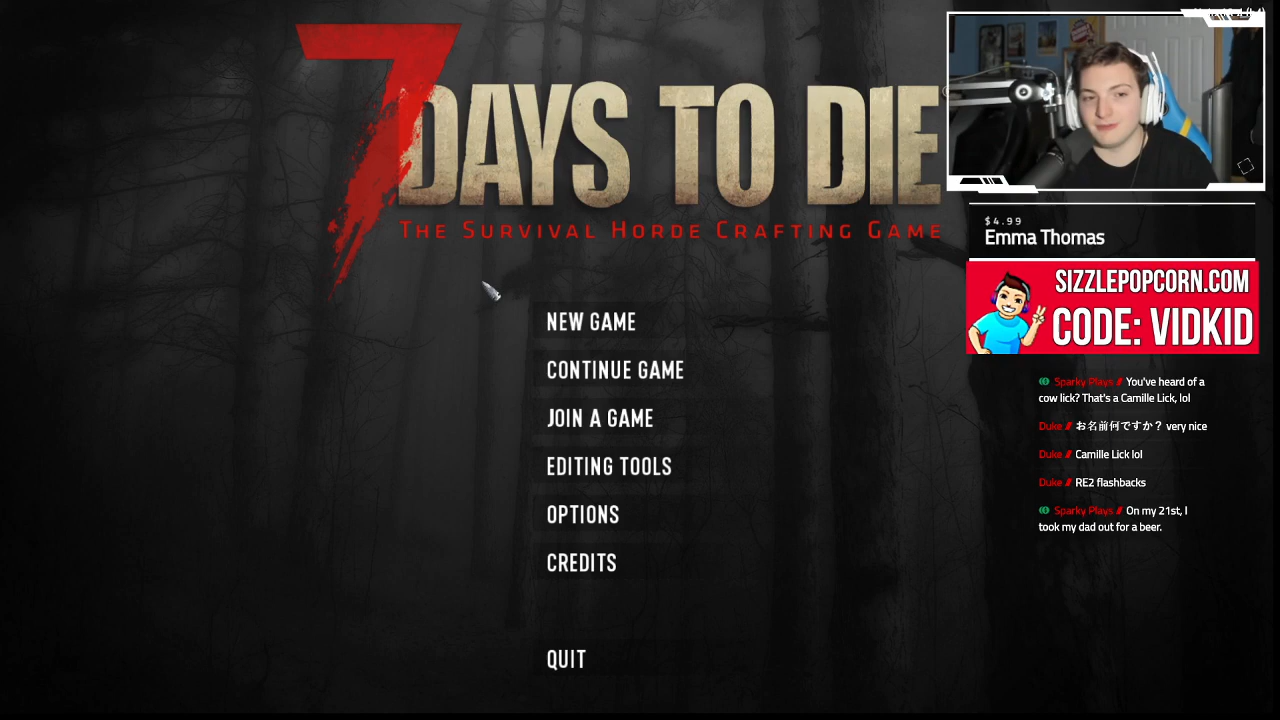 7 DAYS TO DIE
THE SURVIVAL HORDE CRAFTING GAME
NEW GAME
CONTINUE GAME
JOIN A GAME
EDITING TOOLS
OPTIONS
CREDITS
QUIT
$4.99
Emma Thomas
SIZZLEPOPCORN.COM
CODE: VIDKID
Sparky Plays // You've heard of a
cow lick? That's a Camille Lick, lol
Duke // お名前何ですか？ very nice
Duke // Camille Lick lol
Duke // RE2 flashbacks
Sparky Plays // On my 21st, I
took my dad out for a beer.